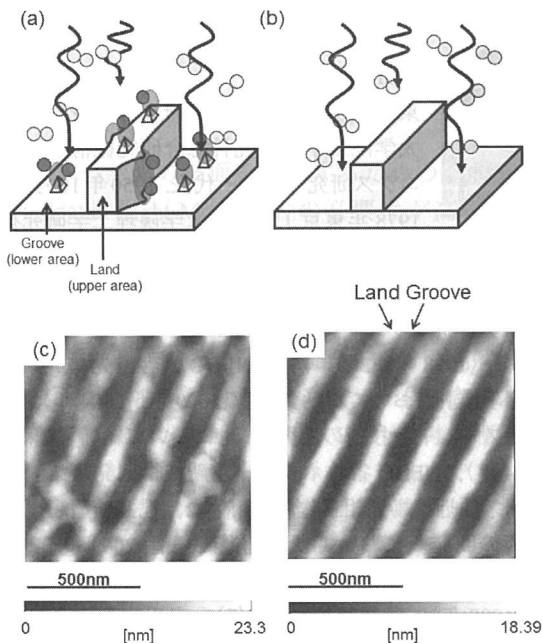 (a)
(b)
Groove
(lower area)
Land
(upper area)
Land Groove
(c)
(d)
500nm
500nm
0 [nm] 23.3
0 [nm] 18.39